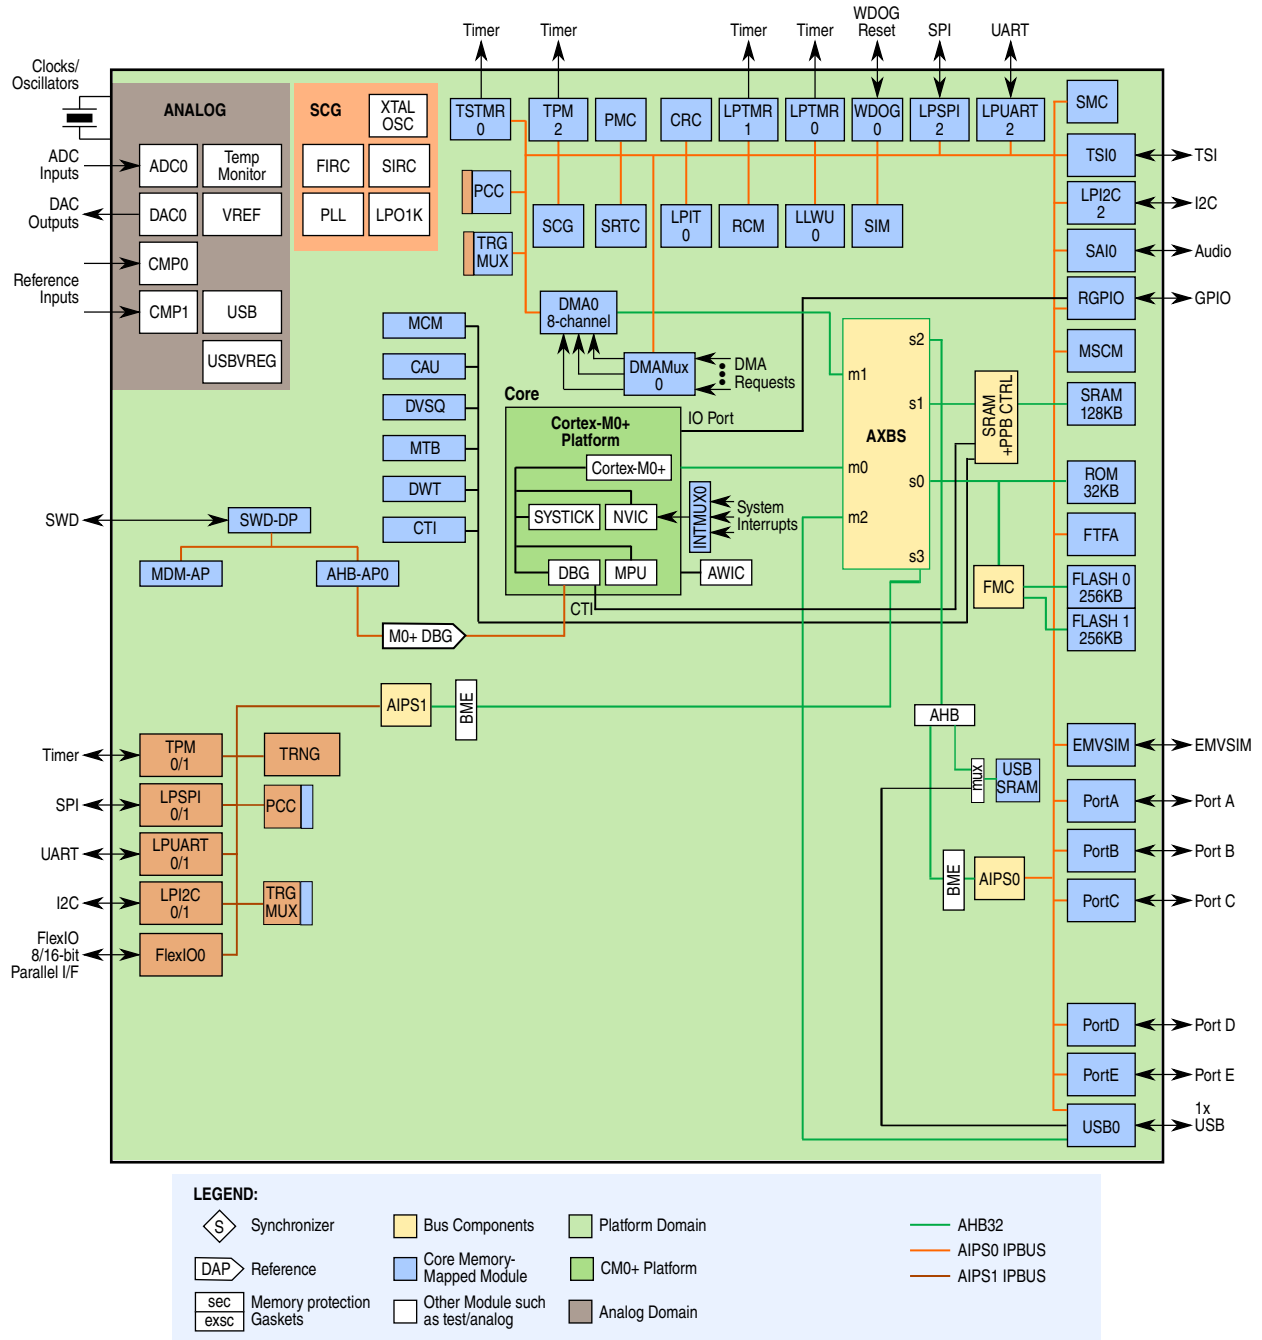 Timer
Timer
Timer
Timer
WDOG
Reset
SPI
UART
Clocks/
Oscillators
ADC
Inputs
DAC
Outputs
Reference
Inputs
ANALOG
ADC0
Temp
Monitor
DAC0
VREF
CMP0
CMP1
USB
USBVREG
SCG
XTAL
OSC
FIRC
SIRC
PLL
LPO1K
TSTMR
0
TPM
2
PMC
CRC
LPTMR
1
LPTMR
0
WDOG
0
LPSPI
2
LPUART
2
PCC
TRG
MUX
SCG
SRTC
LPIT
0
RCM
LLWU
0
SIM
SMC
TSI0
TSI
LPI2C
2
I2C
SAI0
Audio
RGPIO
GPIO
MSCM
SRAM
128KB
ROM
32KB
FTFA
FLASH 0
256KB
FLASH 1
256KB
DMA0
8-channel
DMAMux
0
DMA
Requests
MCM
CAU
DVSQ
MTB
DWT
CTI
Core
Cortex-M0+
Platform
Cortex-M0+
SYSTICK
NVIC
DBG
MPU
IO Port
INTMUX0
System
Interrupts
AWIC
CTI
m1
m0
m2
AXBS
s2
s1
s0
s3
SRAM
+PPB CTRL
FMC
SWD
SWD-DP
MDM-AP
AHB-AP0
M0+ DBG
AIPS1
BME
AHB
mux
USB
SRAM
BME
AIPS0
Timer
TPM
0/1
TRNG
SPI
LPSPI
0/1
PCC
UART
LPUART
0/1
I2C
LPI2C
0/1
TRG
MUX
FlexIO
8/16-bit
Parallel I/F
FlexIO0
EMVSIM
EMVSIM
PortA
Port A
PortB
Port B
PortC
Port C
PortD
Port D
PortE
Port E
USB0
1x
USB
LEGEND:
S
Synchronizer
DAP
Reference
sec
exsc
Memory protection
Gaskets
Bus Components
Core Memory-
Mapped Module
Other Module such
as test/analog
Platform Domain
CM0+ Platform
Analog Domain
AHB32
AIPS0 IPBUS
AIPS1 IPBUS